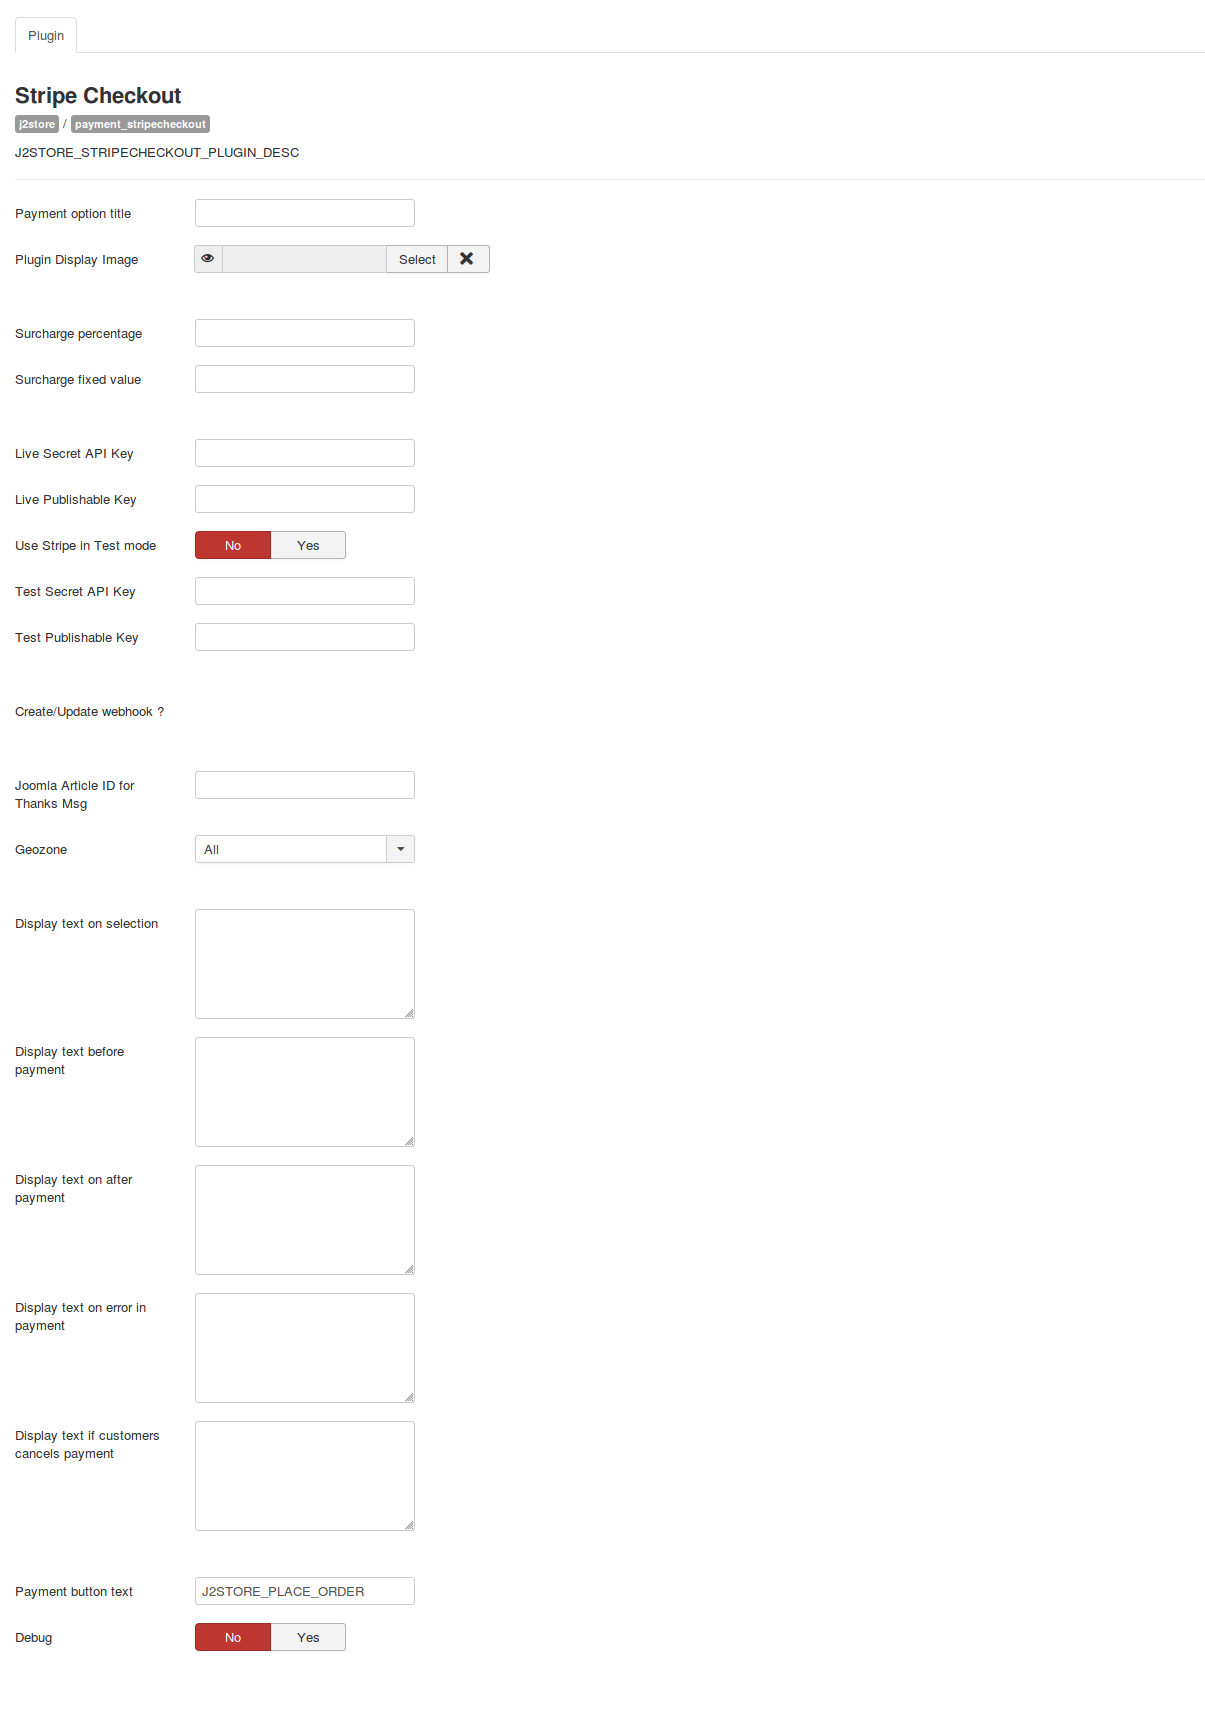 Plugin
Stripe Checkout
j2store / payment_stripecheckout
J2STORE_STRIPECHECKOUT_PLUGIN_DESC
Payment option title
Plugin Display Image Select
Surcharge percentage
Surcharge fixed value
Live Secret API Key
Live Publishable Key
Use Stripe in Test mode No Yes
Test Secret API Key
Test Publishable Key
Create/Update webhook ?
Joomla Article ID for
Thanks Msg
Geozone All
Display text on selection
Display text before
payment
Display text on after
payment
Display text on error in
payment
Display text if customers
cancels payment
Payment button text J2STORE_PLACE_ORDER
Debug No Yes